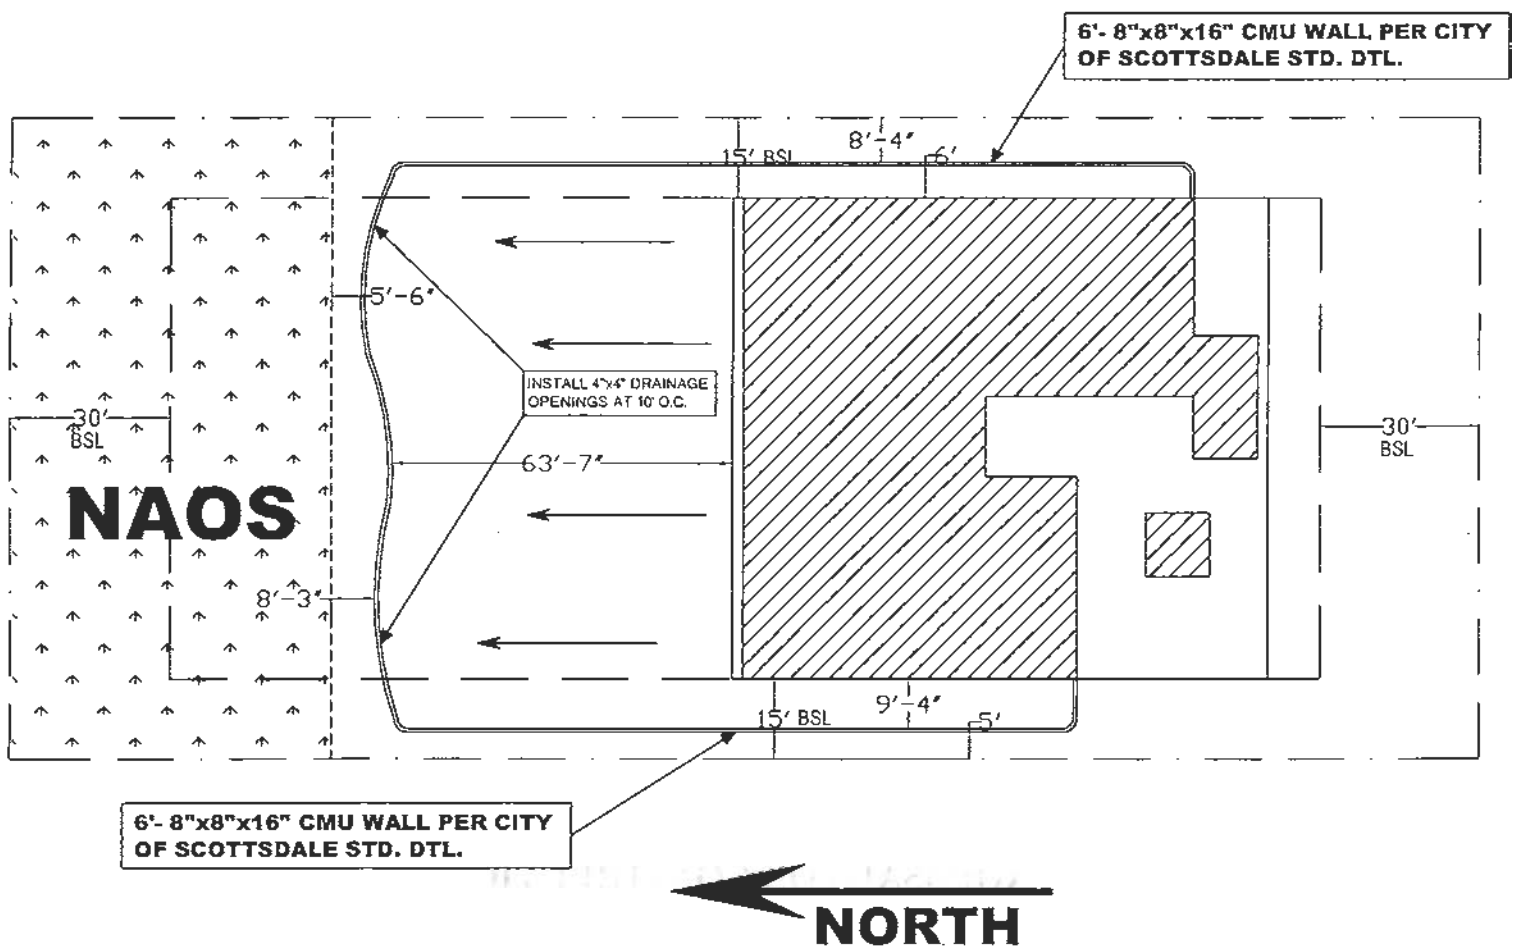 6'- 8"x8"x16" CMU WALL PER CITY
OF SCOTTSDALE STD. DTL.
8'-4"
15' BSL
6'
5'-6"
INSTALL 4"x4" DRAINAGE
OPENINGS AT 10' O.C.
30'
BSL
30'
BSL
63'-7"
NAOS
8'-3"
9'-4"
15' BSL
5'
6'- 8"x8"x16" CMU WALL PER CITY
OF SCOTTSDALE STD. DTL.
NORTH